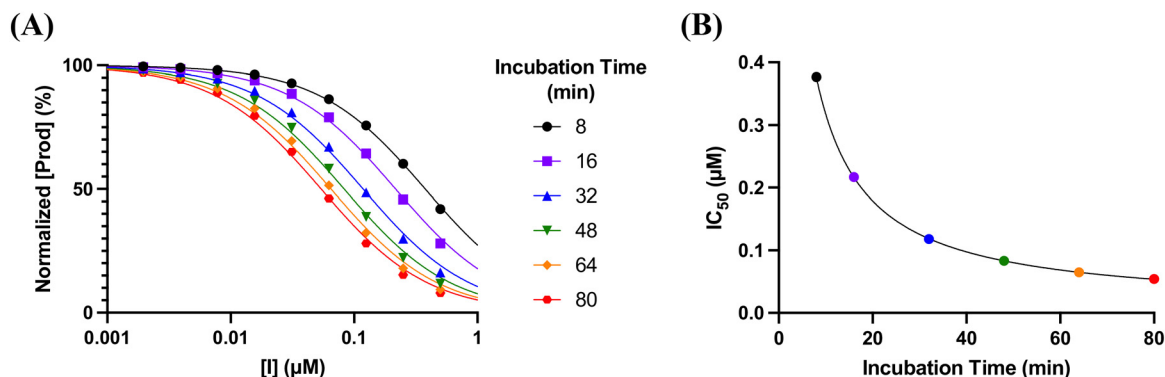 (A)
Normalized [Prod] (%)
100
50
0
0.001
0.01
0.1
1
[I] (µM)
Incubation Time
(min)
8
16
32
48
64
80
(B)
IC50 (µM)
0.4
0.3
0.2
0.1
0.0
0
20
40
60
80
Incubation Time (min)